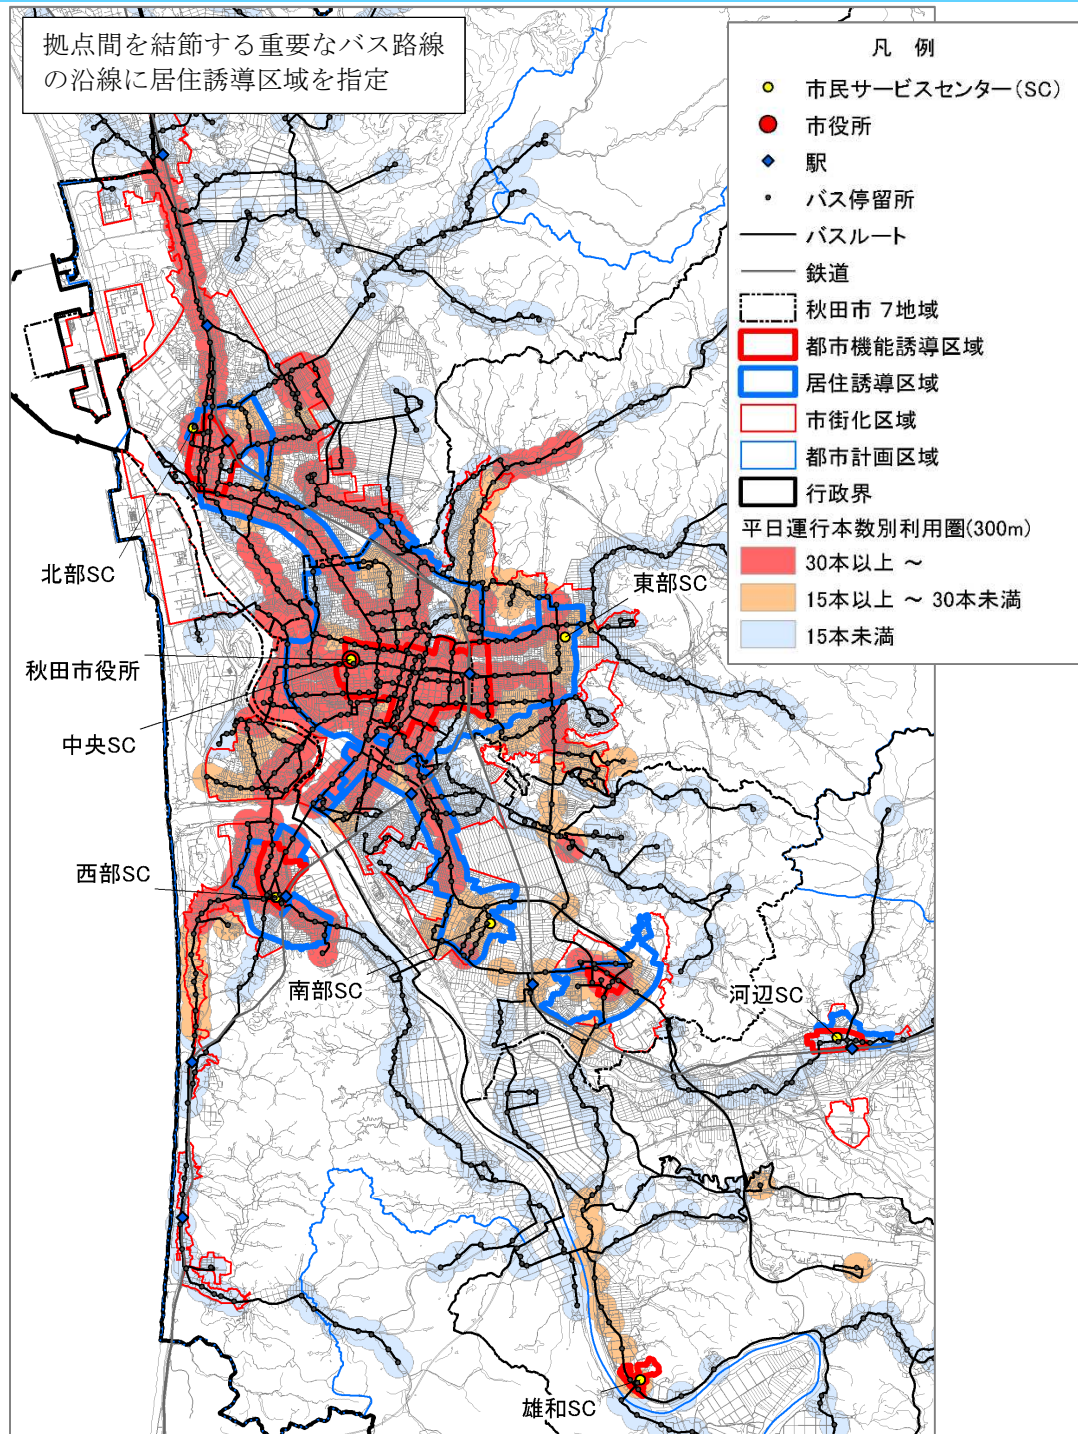 拠点間を結節する重要なバス路線
の沿線に居住誘導区域を指定
凡 例
市民サービスセンター(SC)
市役所
駅
バス停留所
バスルート
鉄道
秋田市 7地域
都市機能誘導区域
居住誘導区域
市街化区域
都市計画区域
行政界
平日運行本数別利用圏(300m)
30本以上 ～
15本以上 ～ 30本未満
15本未満
北部SC
東部SC
秋田市役所
中央SC
西部SC
南部SC
河辺SC
雄和SC